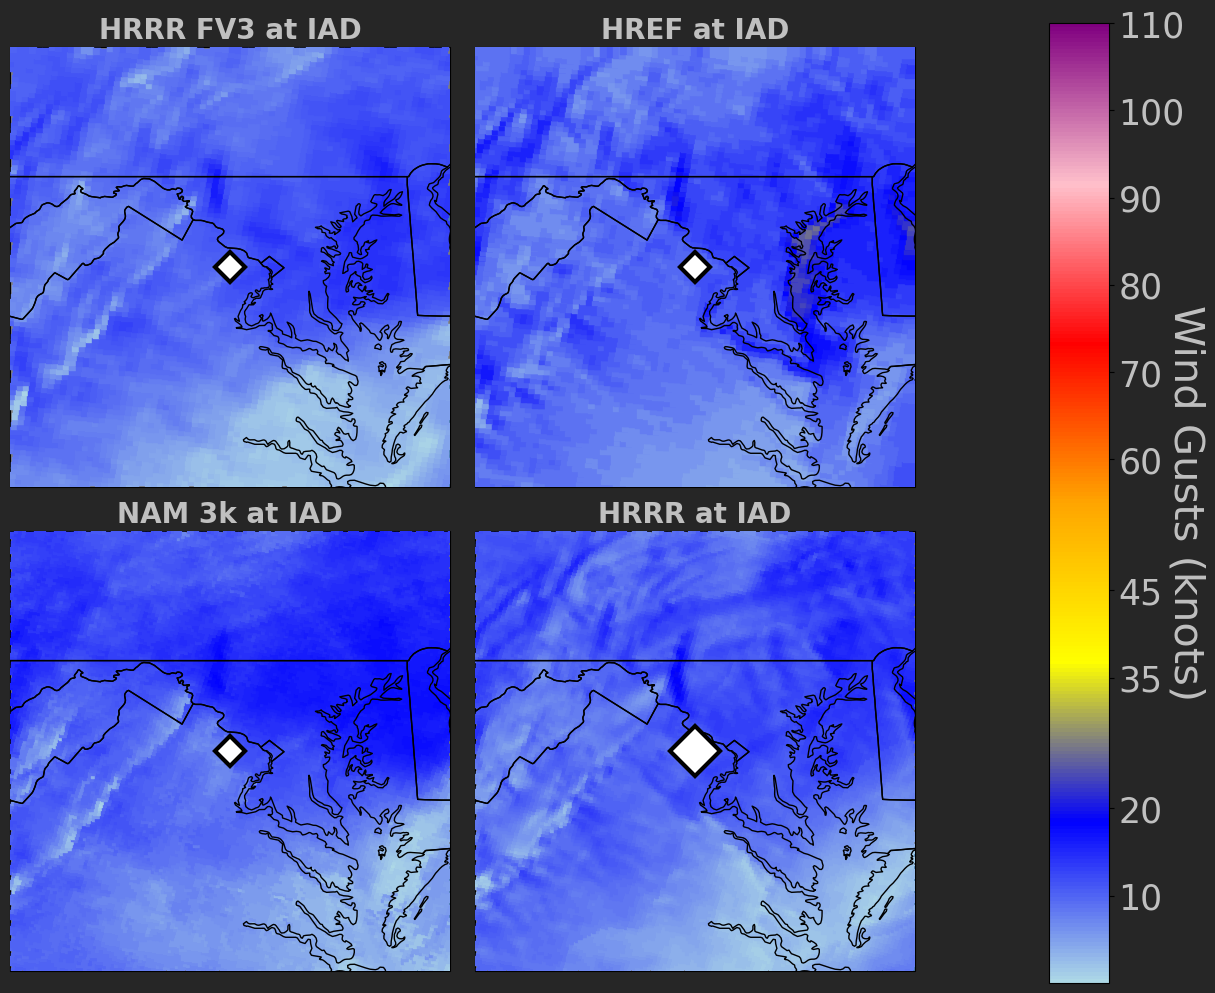 HRRR FV3 at IAD
HREF at IAD
NAM 3k at IAD
HRRR at IAD
110
100
90
80
70
60
45
35
20
10
Wind Gusts (knots)